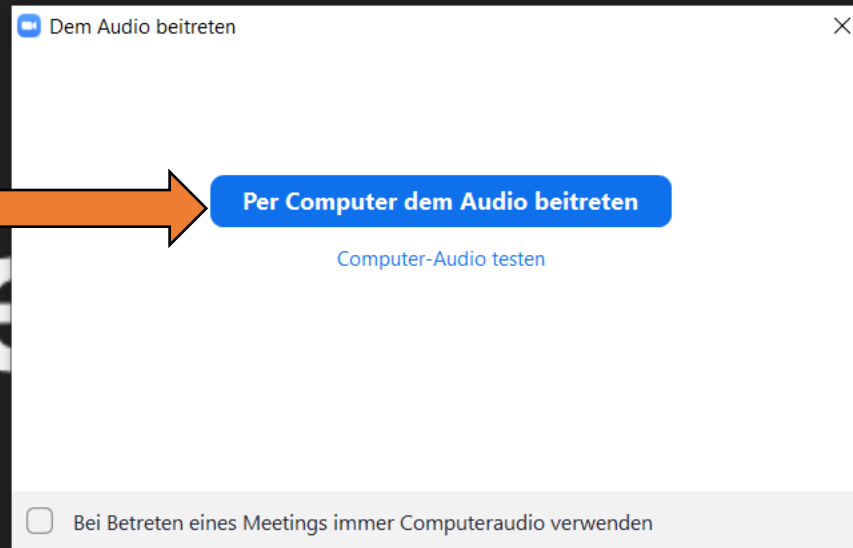 Dem Audio beitreten
Per Computer dem Audio beitreten
Computer-Audio testen
Bei Betreten eines Meetings immer Computeraudio verwenden